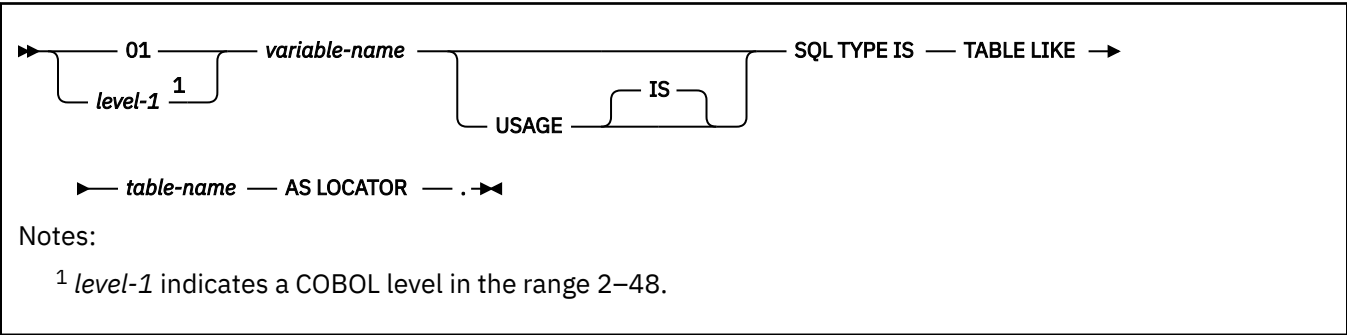 01 variable-name SQL TYPE IS TABLE LIKE
level-1 1 IS
USAGE
table-name AS LOCATOR .
Notes:
1 level-1 indicates a COBOL level in the range 2–48.